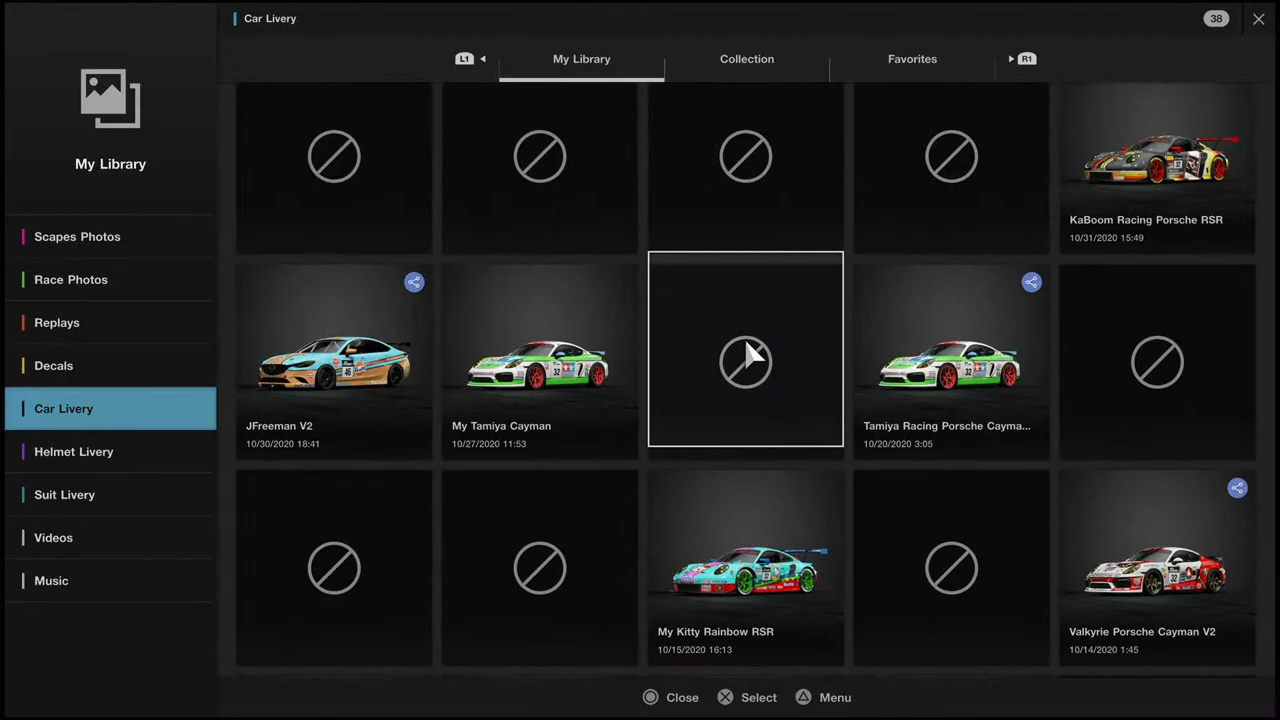 Car Livery
38
L1
My Library
Collection
Favorites
R1
My Library
Scapes Photos
Race Photos
Replays
Decals
Car Livery
Helmet Livery
Suit Livery
Videos
Music
KaBoom Racing Porsche RSR
10/31/2020 15:49
JFreeman V2
10/30/2020 18:41
My Tamiya Cayman
10/27/2020 11:53
Tamiya Racing Porsche Cayma...
10/20/2020 3:05
My Kitty Rainbow RSR
10/15/2020 16:13
Valkyrie Porsche Cayman V2
10/14/2020 1:45
Close
Select
Menu